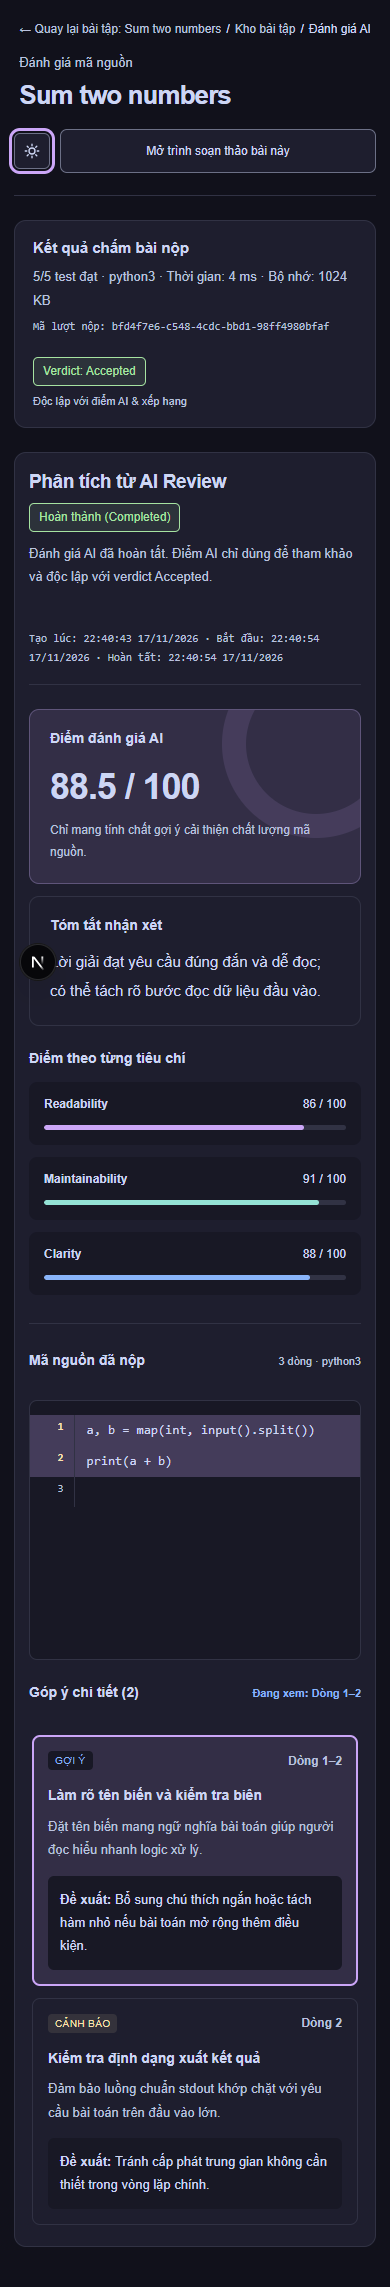 ← Quay lại bài tập: Sum two numbers / Kho bài tập / Đánh giá AI
Đánh giá mã nguồn
Sum two numbers
Mở trình soạn thảo bài này
Kết quả chấm bài nộp
5/5 test đạt · python3 · Thời gian: 4 ms · Bộ nhớ: 1024
KB
Mã lượt nộp: bfd4f7e6-c548-4cdc-bbd1-98ff4980bfaf
Verdict: Accepted
Độc lập với điểm AI & xếp hạng
Phân tích từ AI Review
Hoàn thành (Completed)
Đánh giá AI đã hoàn tất. Điểm AI chỉ dùng để tham khảo
và độc lập với verdict Accepted.
Tạo lúc: 22:40:43 17/11/2026 · Bắt đầu: 22:40:54
17/11/2026 · Hoàn tất: 22:40:54 17/11/2026
Điểm đánh giá AI
88.5 / 100
Chỉ mang tính chất gợi ý cải thiện chất lượng mã
nguồn.
Tóm tắt nhận xét
giải đạt yêu cầu đúng đắn và dễ đọc;
có thể tách rõ bước đọc dữ liệu đầu vào.
N
Điểm theo từng tiêu chí
Readability 86 / 100
Maintainability 91 / 100
Clarity 88 / 100
Mã nguồn đã nộp 3 dòng · python3
1 a, b = map(int, input().split())
2 print(a + b)
3
Góp ý chi tiết (2) Đang xem: Dòng 1–2
GỢI Ý Dòng 1–2
Làm rõ tên biến và kiểm tra biên
Đặt tên biến mang ngữ nghĩa bài toán giúp người
đọc hiểu nhanh logic xử lý.
Đề xuất: Bổ sung chú thích ngắn hoặc tách
hàm nhỏ nếu bài toán mở rộng thêm điều
kiện.
CẢNH BÁO Dòng 2
Kiểm tra định dạng xuất kết quả
Đảm bảo luồng chuẩn stdout khớp chặt với yêu
cầu bài toán trên đầu vào lớn.
Đề xuất: Tránh cấp phát trung gian không cần
thiết trong vòng lặp chính.